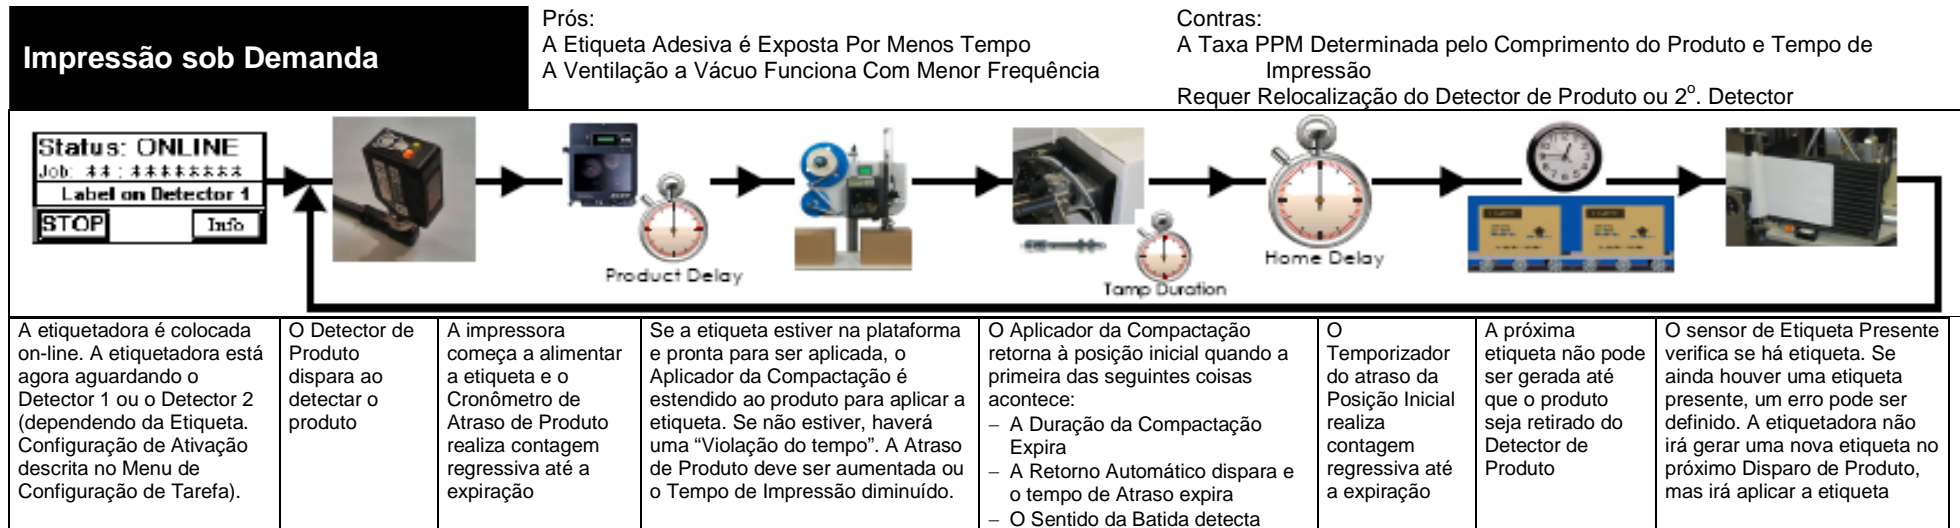 Impressão sob Demanda
Prós:
A Etiqueta Adesiva é Exposta Por Menos Tempo
A Ventilação a Vácuo Funciona Com Menor Frequência
Contras:
A Taxa PPM Determinada pelo Comprimento do Produto e Tempo de
Impressão
Requer Relocalização do Detector de Produto ou 2º. Detector
Status: ONLINE
Job: ** : ********
Label on Detector 1
STOP
Info
Product Delay
Tamp Duration
Home Delay
A etiquetadora é colocada
on-line. A etiquetadora está
agora aguardando o
Detector 1 ou o Detector 2
(dependendo da Etiqueta.
Configuração de Ativação
descrita no Menu de
Configuração de Tarefa).
O Detector de
Produto
dispara ao
detectar o
produto
A impressora
começa a alimentar
a etiqueta e o
Cronômetro de
Atraso de Produto
realiza contagem
regressiva até a
expiração
Se a etiqueta estiver na plataforma
e pronta para ser aplicada, o
Aplicador da Compactação é
estendido ao produto para aplicar a
etiqueta. Se não estiver, haverá
uma “Violação do tempo”. A Atraso
de Produto deve ser aumentada ou
o Tempo de Impressão diminuído.
O Aplicador da Compactação
retorna à posição inicial quando a
primeira das seguintes coisas
acontece:
– A Duração da Compactação
Expira
– A Retorno Automático dispara e
o tempo de Atraso expira
– O Sentido da Batida detecta
O
Temporizador
do atraso da
Posição Inicial
realiza
contagem
regressiva até
a expiração
A próxima
etiqueta não pode
ser gerada até
que o produto
seja retirado do
Detector de
Produto
O sensor de Etiqueta Presente
verifica se há etiqueta. Se
ainda houver uma etiqueta
presente, um erro pode ser
definido. A etiquetadora não
irá gerar uma nova etiqueta no
próximo Disparo de Produto,
mas irá aplicar a etiqueta